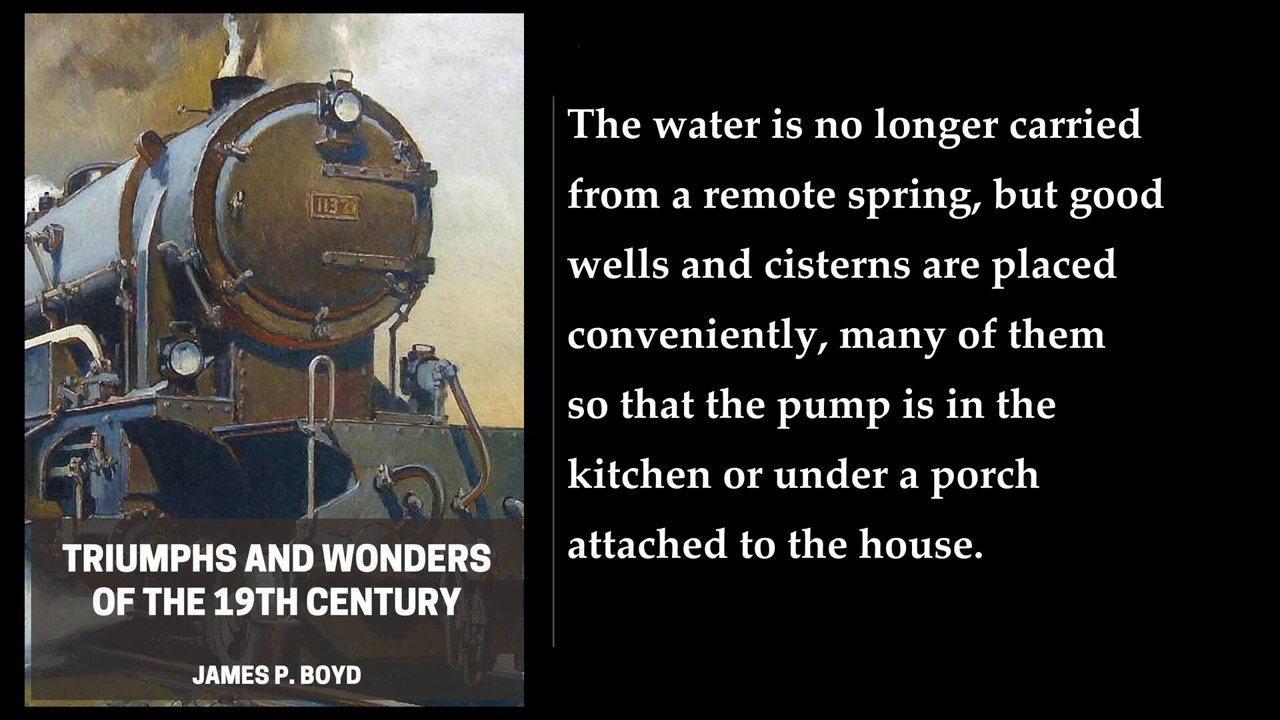 The water is no longer carried
from a remote spring, but good
wells and cisterns are placed
conveniently, many of them
so that the pump is in the
kitchen or under a porch
attached to the house.
TRIUMPHS AND WONDERS
OF THE 19TH CENTURY
JAMES P. BOYD